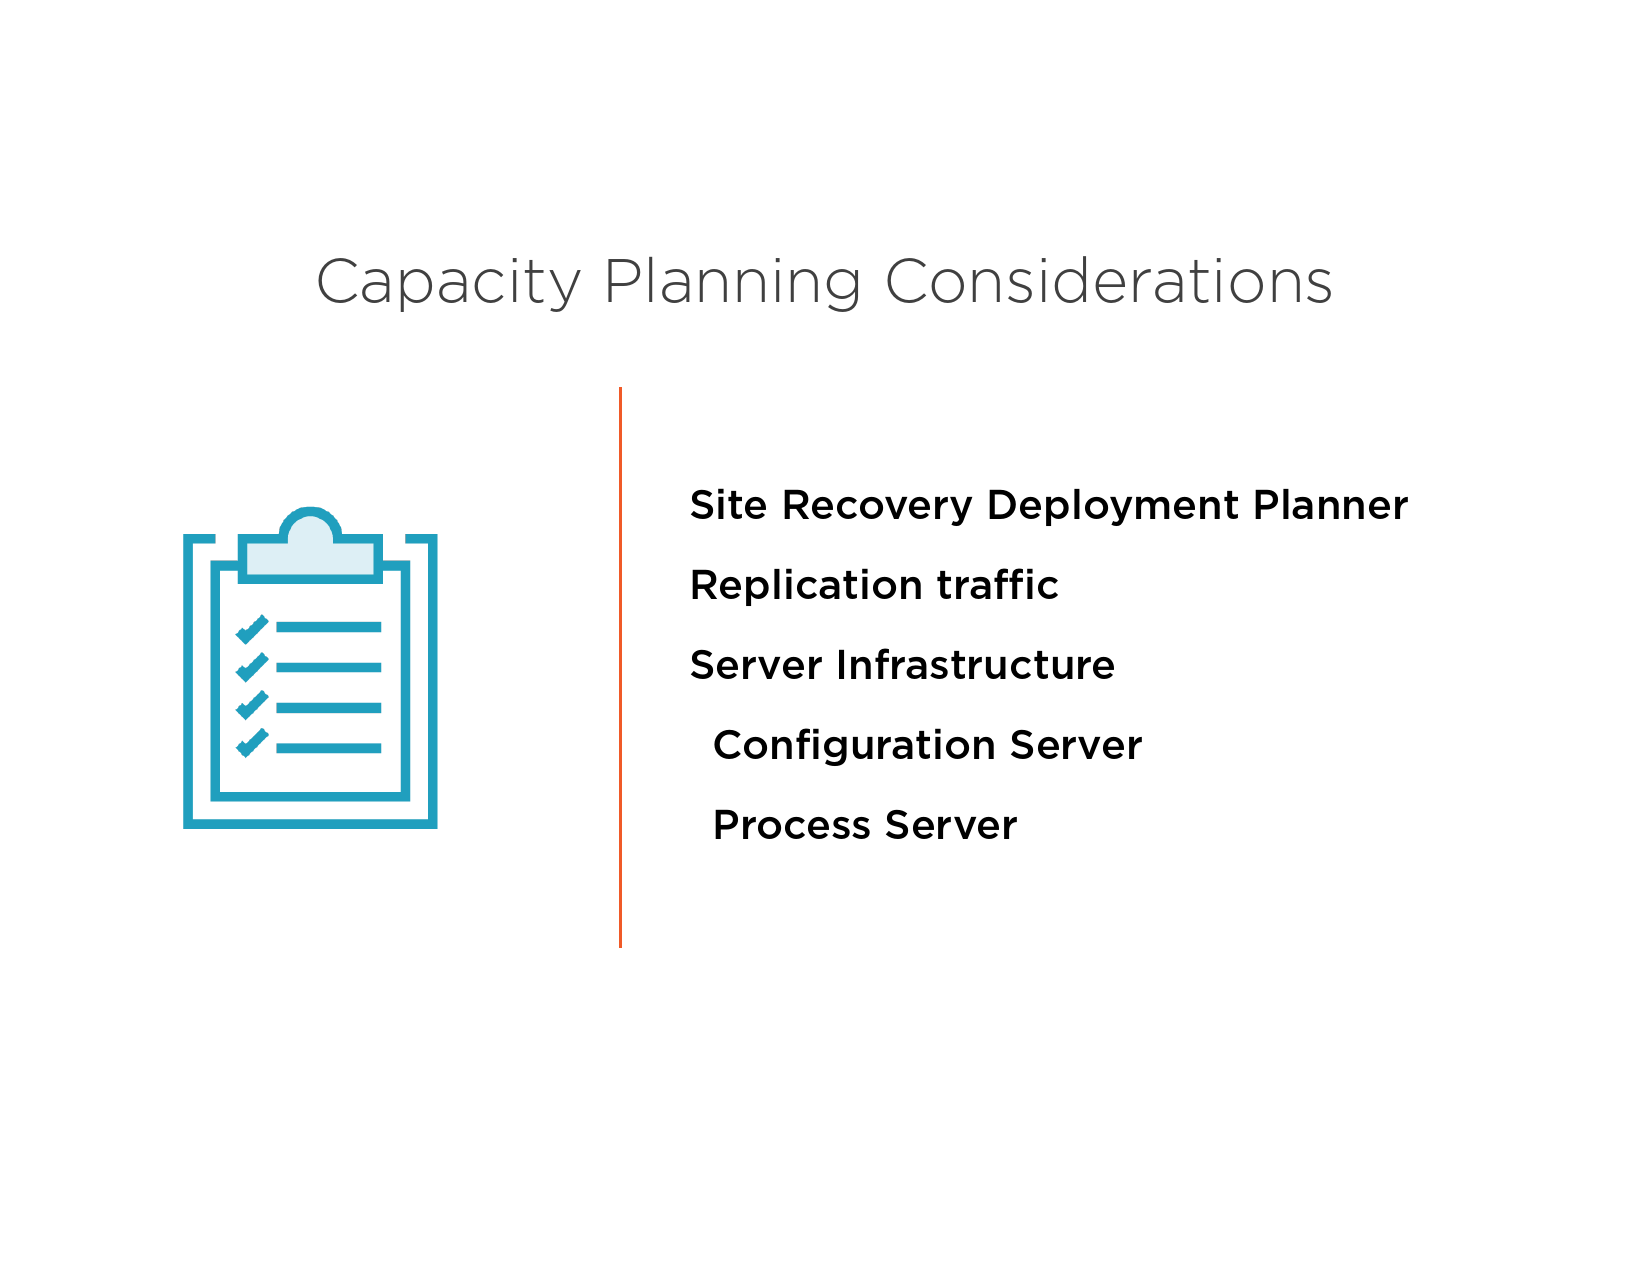 Capacity Planning Considerations
Site Recovery Deployment Planner
Replication traffic
Server Infrastructure
Configuration Server
Process Server